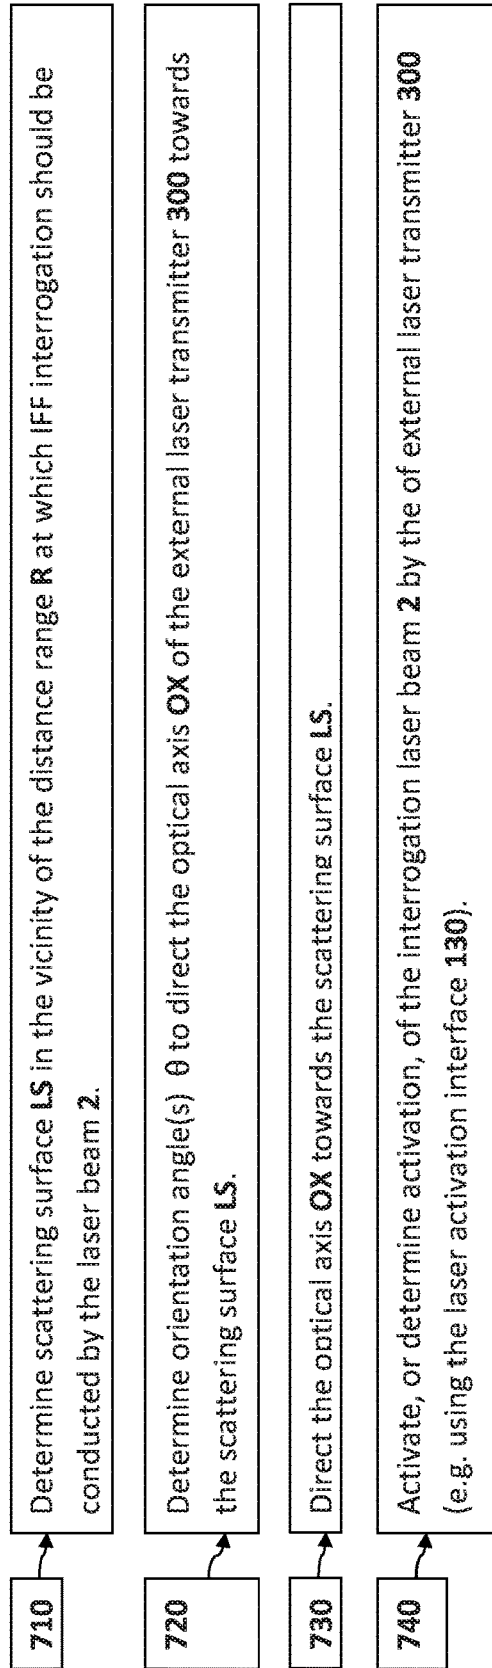 710
Determine scattering surface LS in the vicinity of the distance range R at which IFF interrogation should be
conducted by the laser beam 2.
720
Determine orientation angle(s) θ to direct the optical axis OX of the external laser transmitter 300 towards
the scattering surface LS.
730
Direct the optical axis OX towards the scattering surface LS.
740
Activate, or determine activation, of the interrogation laser beam 2 by the of external laser transmitter 300
(e.g. using the laser activation interface 130).